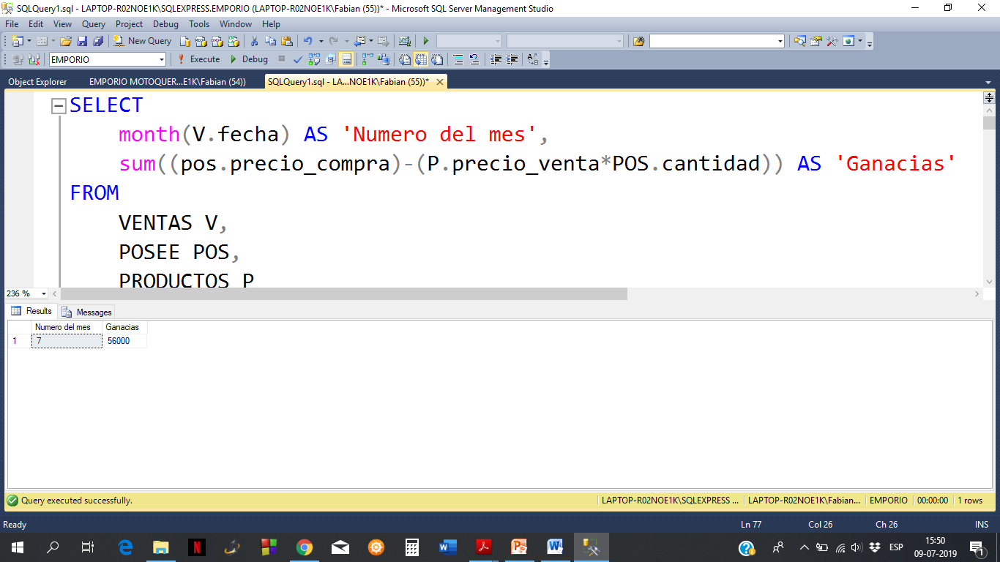 SQLQuery1.sql - LAPTOP-R02NOE1K\SQLEXPRESS.EMPORIO (LAPTOP-R02NOE1K\Fabian (55))* - Microsoft SQL Server Management Studio
File Edit View Query Project Debug Tools Window Help
New Query
EMPORIO Execute Debug
Object Explorer EMPORIO MOTOQUER...E1K\Fabian (54)) SQLQuery1.sql - LA...NOE1K\Fabian (55))*
SELECT
month(V.fecha) AS 'Numero del mes',
sum((pos.precio_compra)-(P.precio_venta*POS.cantidad)) AS 'Ganacias'
FROM
VENTAS V,
POSEE POS,
PRODUCTOS P
236 %
Results Messages
Numero del mes Ganacias
1 7 56000
Query executed successfully. LAPTOP-R02NOE1K\SQLEXPRESS ... LAPTOP-R02NOE1K\Fabian... EMPORIO 00:00:00 1 rows
Ready Ln 77 Col 26 Ch 26 INS
ESP 15:50
09-07-2019